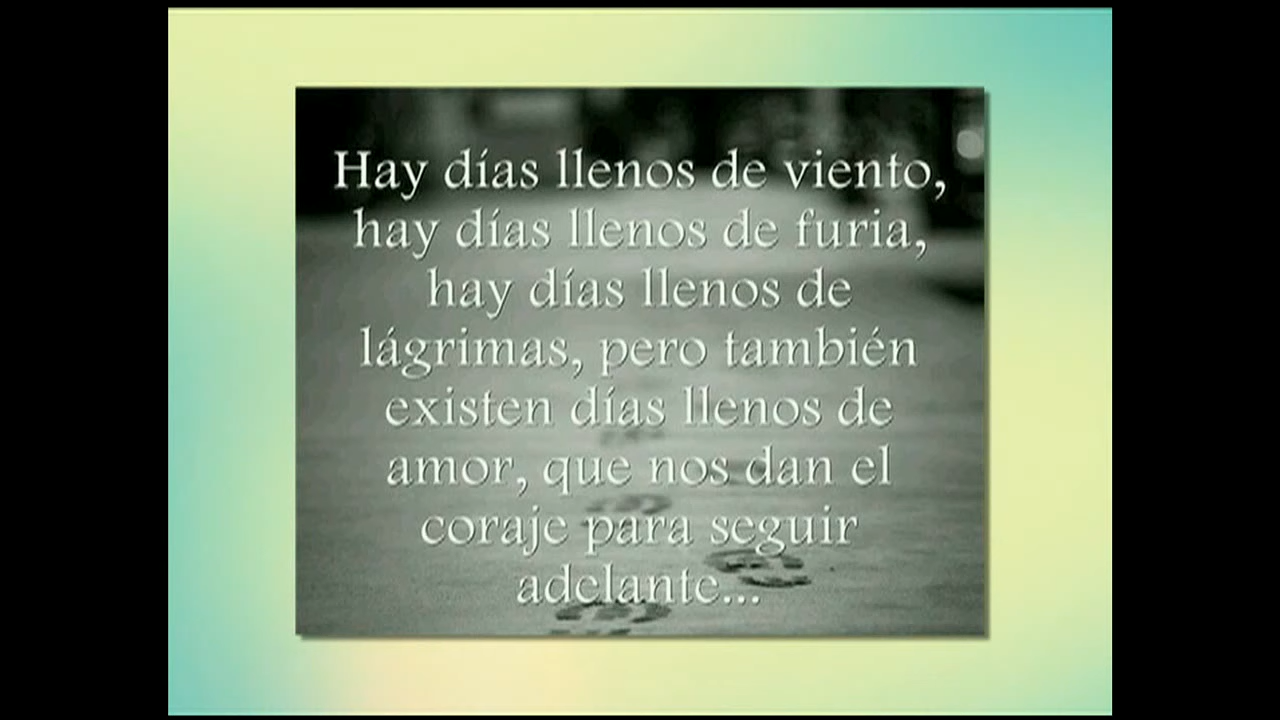 Hay días llenos de viento,
hay días llenos de furia,
hay días llenos de
lágrimas, pero también
existen días llenos de
amor, que nos dan el
coraje para seguir
adelante...